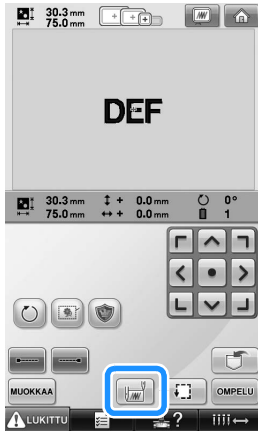 30.3 mm
75.0 mm
DEF
30.3 mm + 0.0 mm 0°
75.0 mm + 0.0 mm 1
MUOKKAA OMPELU
LUKITTU ?